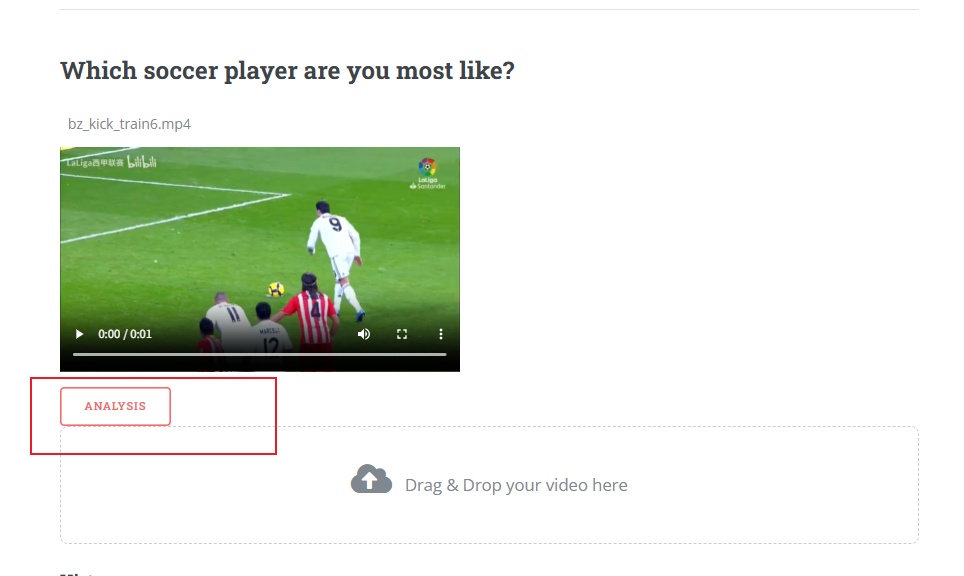 Which soccer player are you most like?
bz_kick_train6.mp4
LaLiga西甲联赛 bilibili
LaLiga
Santander
9
4
11
MARCELO
12
0:00 / 0:01
ANALYSIS
Drag & Drop your video here